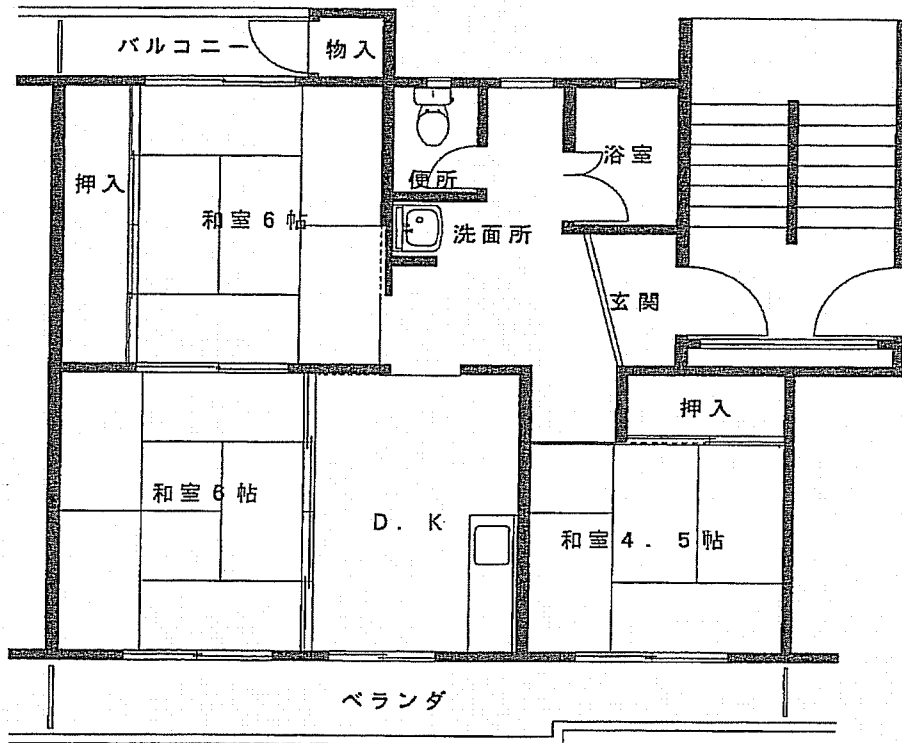 バルコニー
物入
押入
和室6帖
便所
浴室
洗面所
玄関
押入
和室6帖
D.K
和室4.5帖
ベランダ